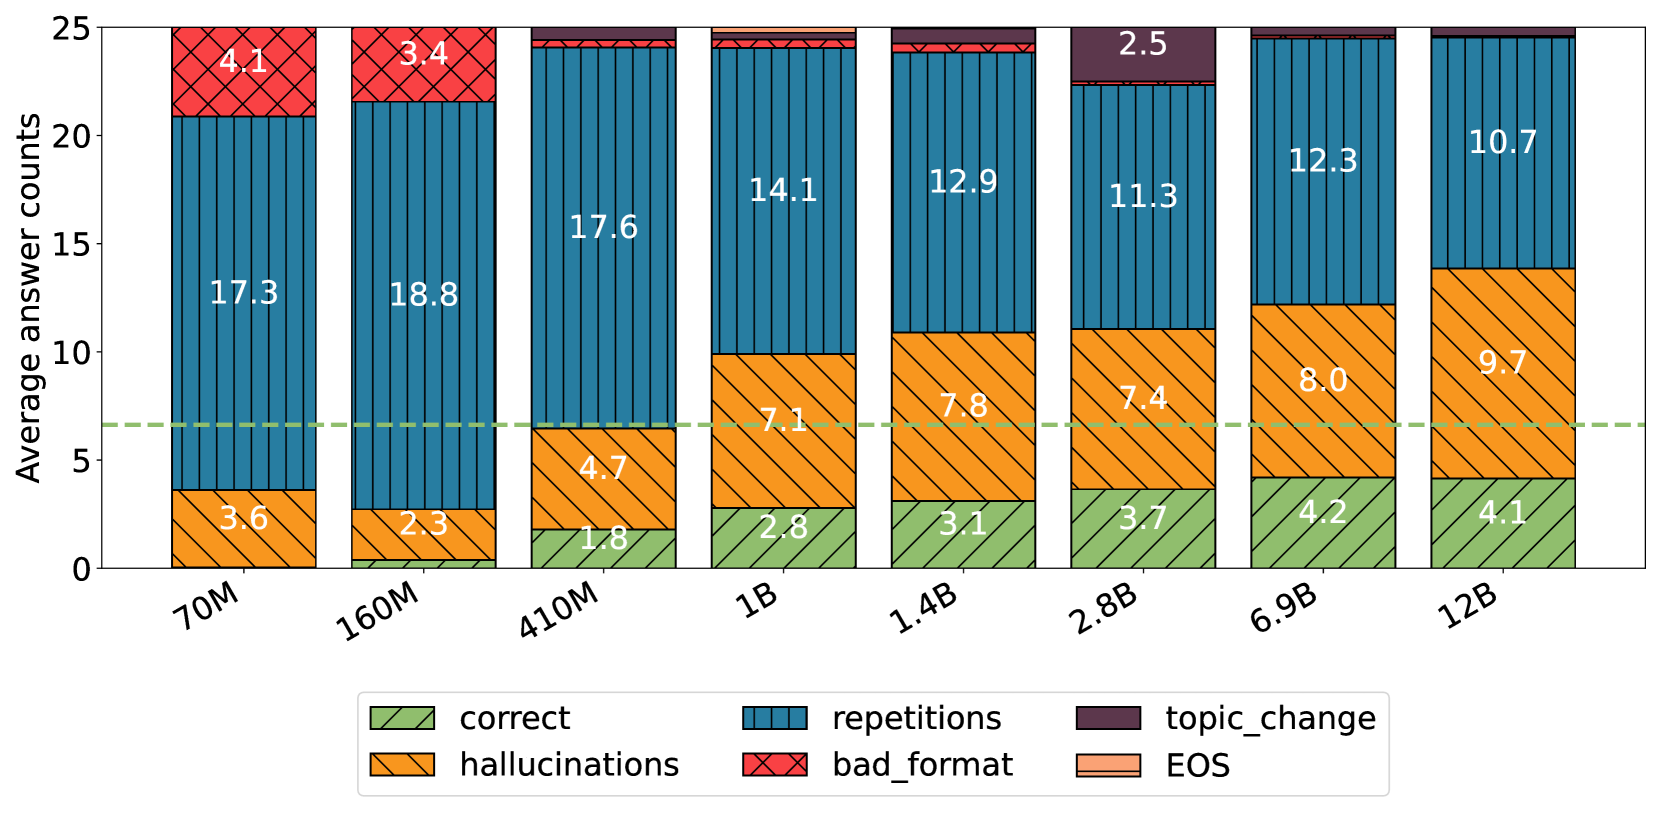 25
20
15
10
5
0
Average answer counts
4.1
3.4
2.5
17.3
18.8
17.6
14.1
12.9
11.3
12.3
10.7
3.6
2.3
4.7
7.1
7.8
7.4
8.0
9.7
1.8
2.8
3.1
3.7
4.2
4.1
70M
160M
410M
1B
1.4B
2.8B
6.9B
12B
correct
repetitions
topic_change
hallucinations
bad_format
EOS